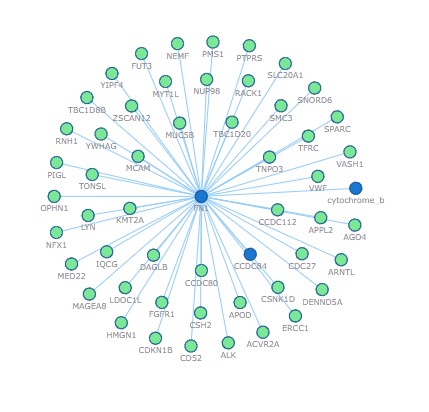 NEMF
PMS1
PTPRS
FUT3
SLC20A1
YIPF4
MYT1L
NUP98
RACK1
SNORD6
TBC1D8B
ZSCAN12
SMC3
SPARC
MUC5B
TBC1D20
RNH1
YWHAG
TFRC
VASH1
MCAM
TNPO3
PIGL
TONSL
VWF
cytochrome_b
OPHN1
FN1
LYN
KMT2A
CCDC112
APPL2
AGO4
NFX1
IQCG
DAGLB
CCDC84
CDC27
ARNTL
MED22
CCDC80
MAGEA8
LDOC1L
CSNK1D
DENND5A
HMGN1
FGFR1
CSH2
APOD
ERCC1
CDKN1B
CD52
ALK
ACVR2A